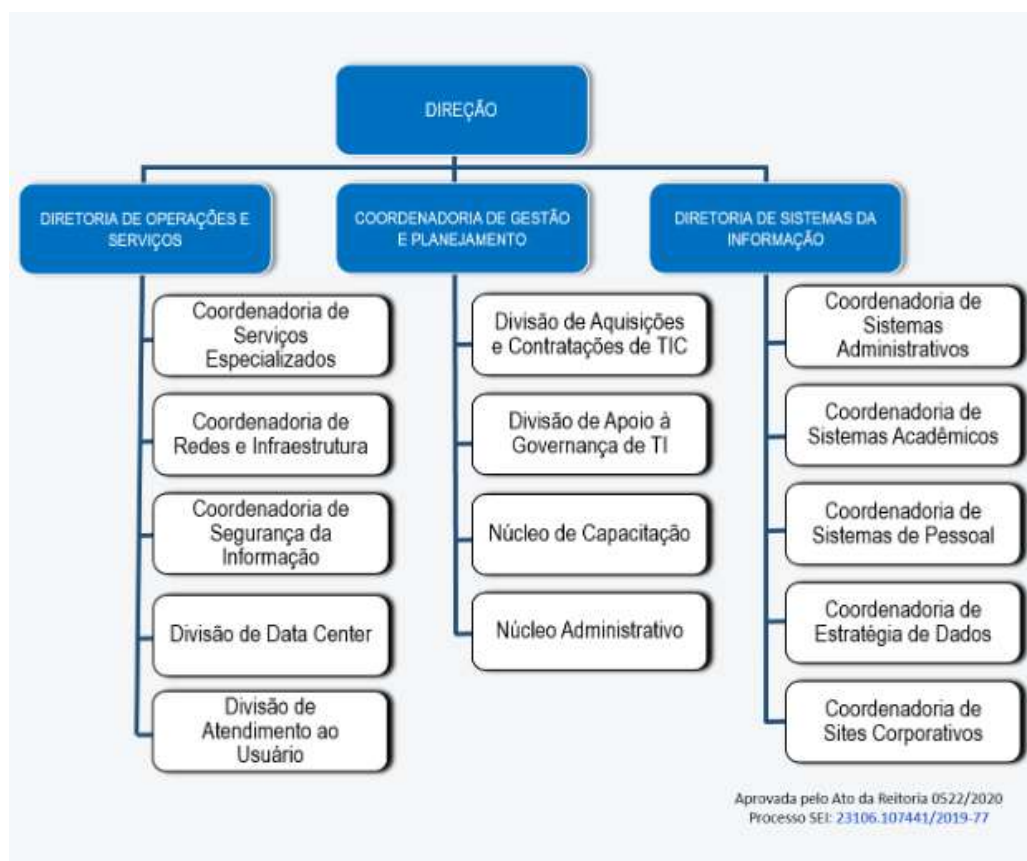 DIREÇÃO
DIRETORIA DE OPERAÇÕES E
SERVIÇOS
COORDENADORIA DE GESTÃO
E PLANEJAMENTO
DIRETORIA DE SISTEMAS DA
INFORMAÇÃO
Coordenadoria de
Serviços
Especializados
Coordenadoria de
Redes e Infraestrutura
Coordenadoria de
Segurança da
Informação
Divisão de Data Center
Divisão de
Atendimento ao
Usuário
Divisão de Aquisições
e Contratações de TIC
Divisão de Apoio à
Governança de TI
Núcleo de Capacitação
Núcleo Administrativo
Coordenadoria de
Sistemas
Administrativos
Coordenadoria de
Sistemas Acadêmicos
Coordenadoria de
Sistemas de Pessoal
Coordenadoria de
Estratégia de Dados
Coordenadoria de
Sites Corporativos
Aprovada pelo Ato da Reitoria 0522/2020
Processo SEI: 23106.107441/2019-77